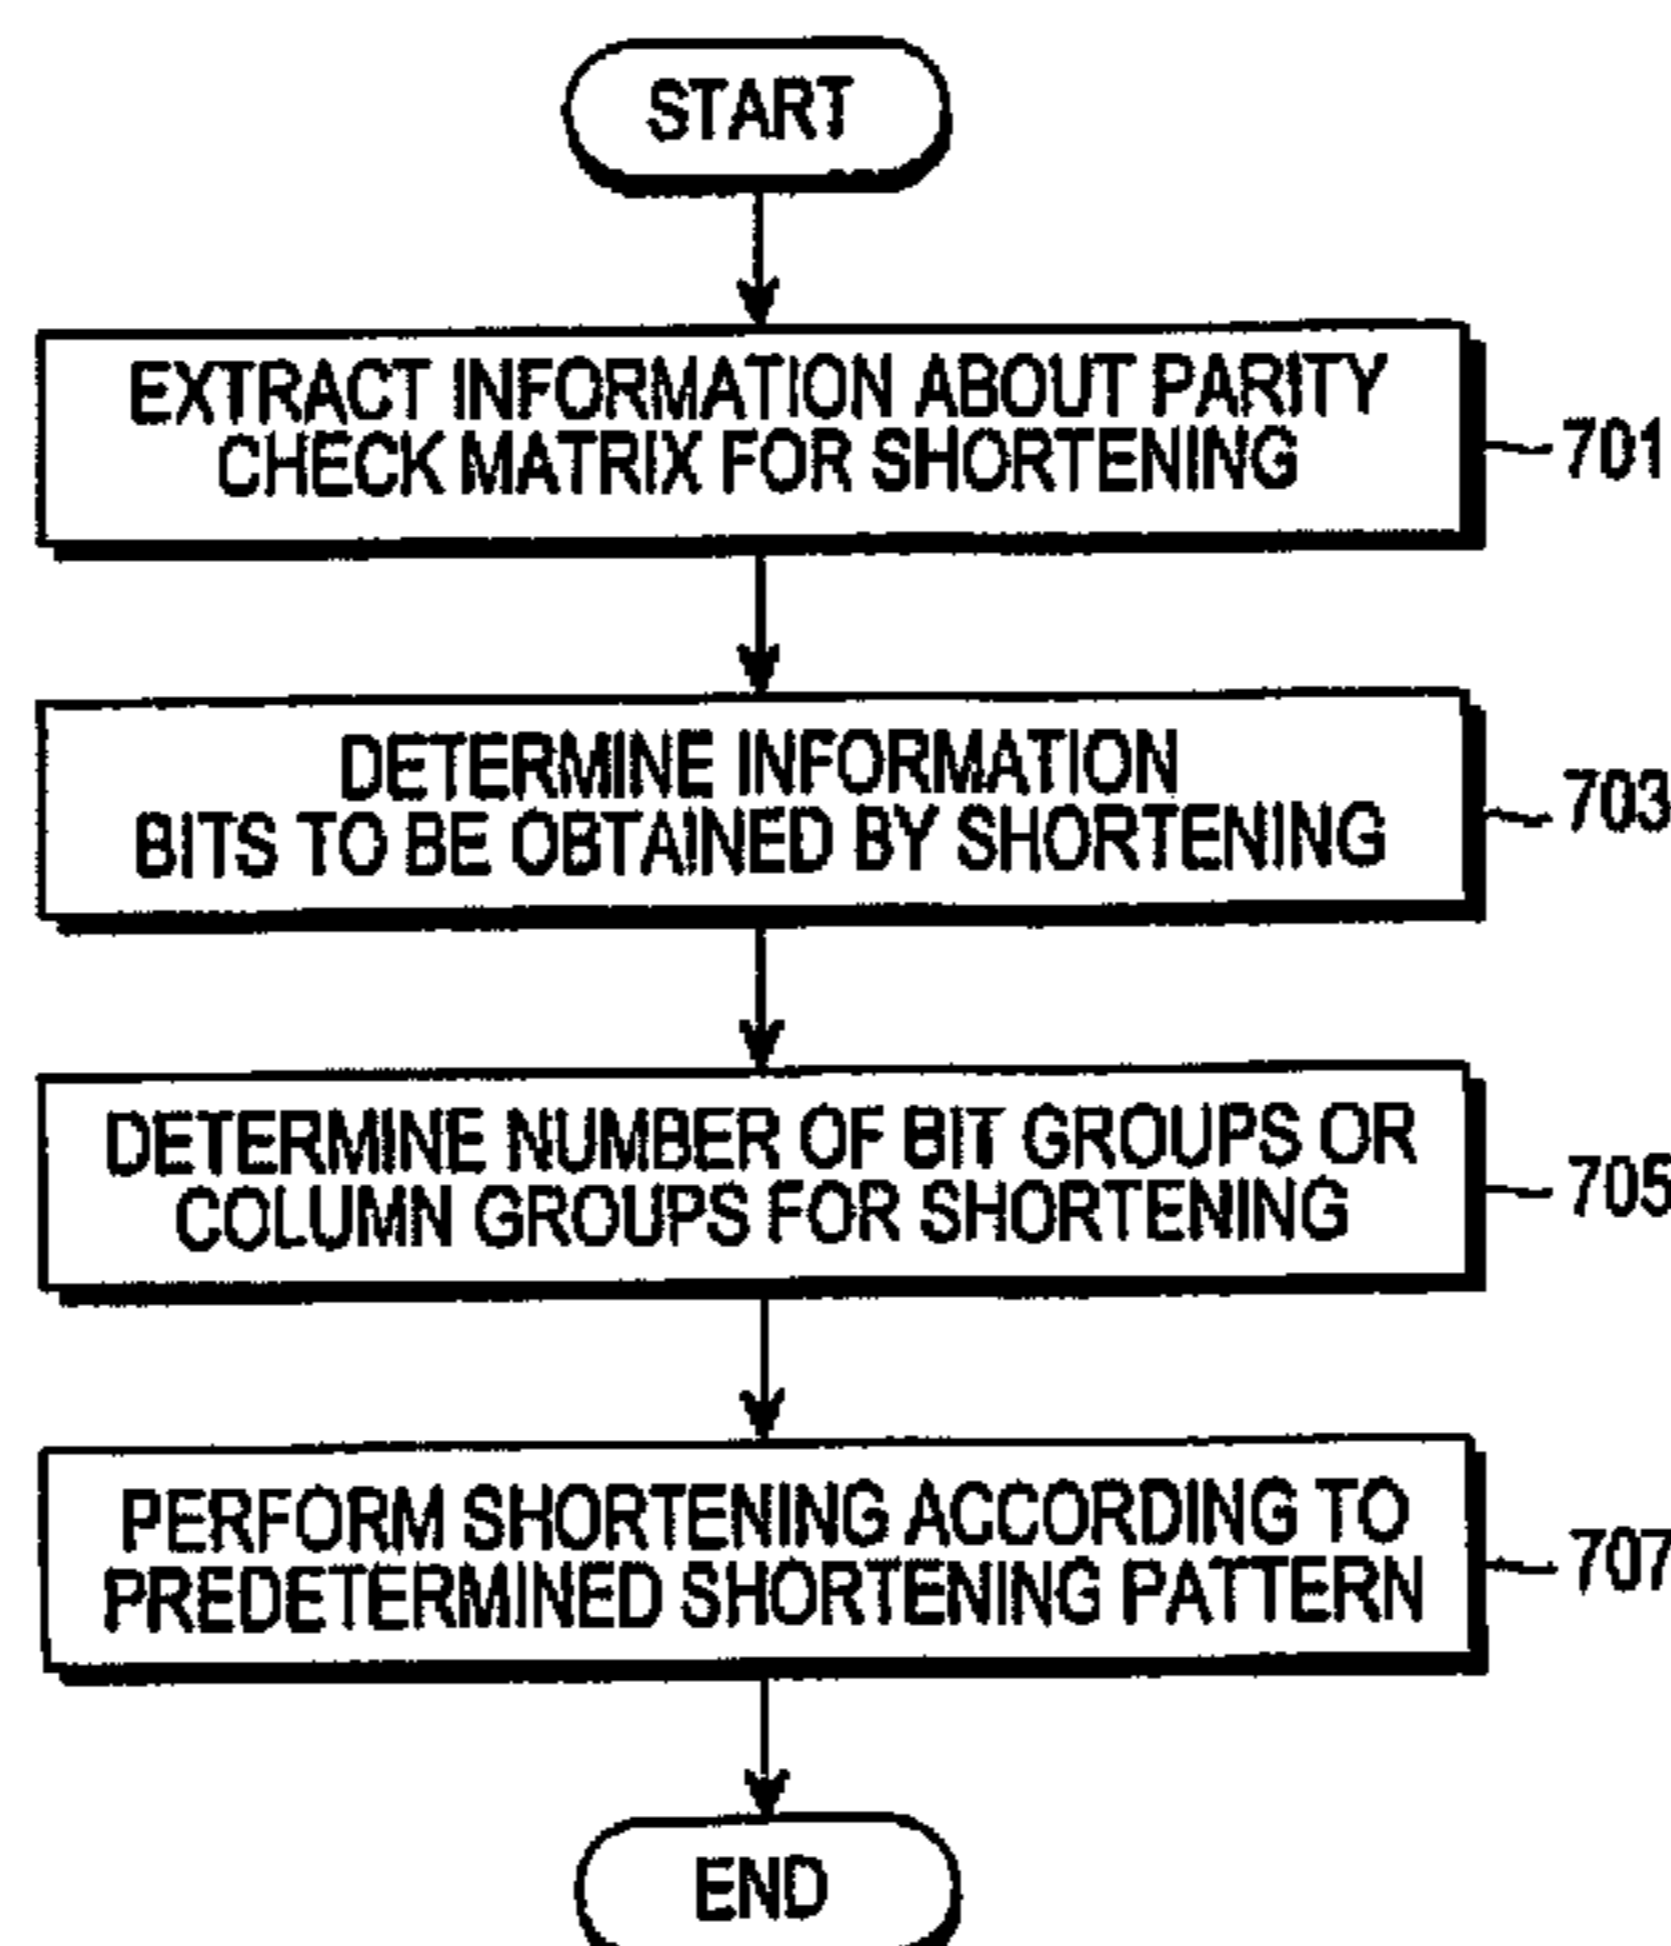 START
EXTRACT INFORMATION ABOUT PARITY
CHECK MATRIX FOR SHORTENING
701
DETERMINE INFORMATION
BITS TO BE OBTAINED BY SHORTENING
703
DETERMINE NUMBER OF BIT GROUPS OR
COLUMN GROUPS FOR SHORTENING
705
PERFORM SHORTENING ACCORDING TO
PREDETERMINED SHORTENING PATTERN
707
END